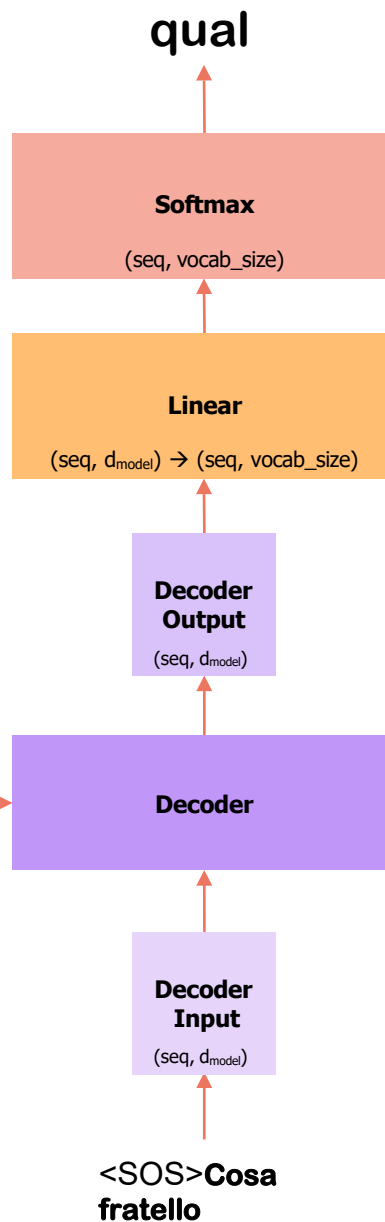 qual
Softmax
(seq, vocab_size)
Linear
(seq, dmodel) → (seq, vocab_size)
Decoder
Output
(seq, dmodel)
Decoder
Decoder
Input
(seq, dmodel)
<SOS>Cosa
fratello